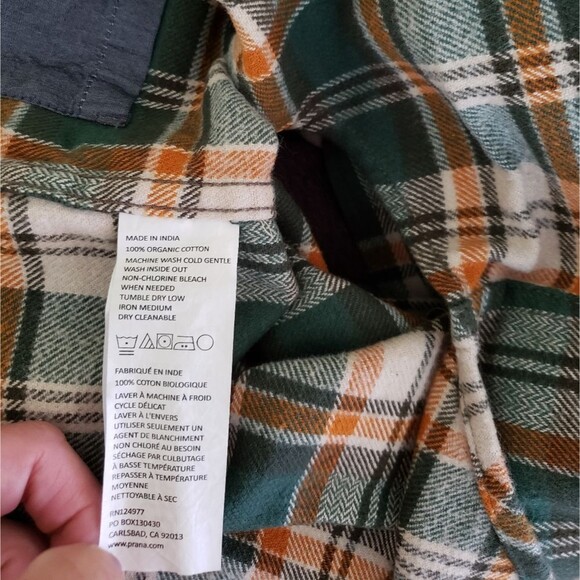 MADE IN INDIA
100% ORGANIC COTTON
MACHINE WASH COLD GENTLE
WASH INSIDE OUT
NON-CHLORINE BLEACH
WHEN NEEDED
TUMBLE DRY LOW
IRON MEDIUM
DRY CLEANABLE
FABRIQUÉ EN INDE
100% COTON BIOLOGIQUE
LAVER À MACHINE À FROID
CYCLE DÉLICAT
LAVER À L'ENVERS
UTILISER SEULEMENT UN
AGENT DE BLANCHIMENT
NON CHLORÉ AU BESOIN
SÉCHAGE PAR CULBUTAGE
À BASSE TEMPÉRATURE
REPASSER À TEMPÉRATURE
MOYENNE
NETTOYABLE À SEC
RN124977
PO BOX130430
CARLSBAD, CA 92013
www.prana.com